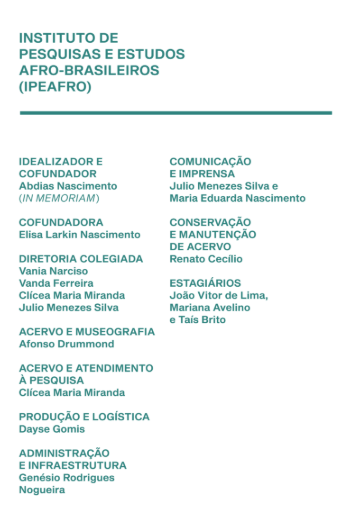 INSTITUTO DE
PESQUISAS E ESTUDOS
AFRO-BRASILEIROS
(IPEAFRO)
IDEALIZADOR E
COFUNDADOR
Abdias Nascimento
(IN MEMORIAM)
COFUNDADORA
Elisa Larkin Nascimento
DIRETORIA COLEGIADA
Vania Narciso
Vanda Ferreira
Clícea Maria Miranda
Julio Menezes Silva
ACERVO E MUSEOGRAFIA
Afonso Drummond
ACERVO E ATENDIMENTO
À PESQUISA
Clícea Maria Miranda
PRODUÇÃO E LOGÍSTICA
Dayse Gomis
ADMINISTRAÇÃO
E INFRAESTRUTURA
Genésio Rodrigues
Nogueira
COMUNICAÇÃO
E IMPRENSA
Julio Menezes Silva e
Maria Eduarda Nascimento
CONSERVAÇÃO
E MANUTENÇÃO
DE ACERVO
Renato Cecílio
ESTAGIÁRIOS
João Vitor de Lima,
Mariana Avelino
e Taís Brito